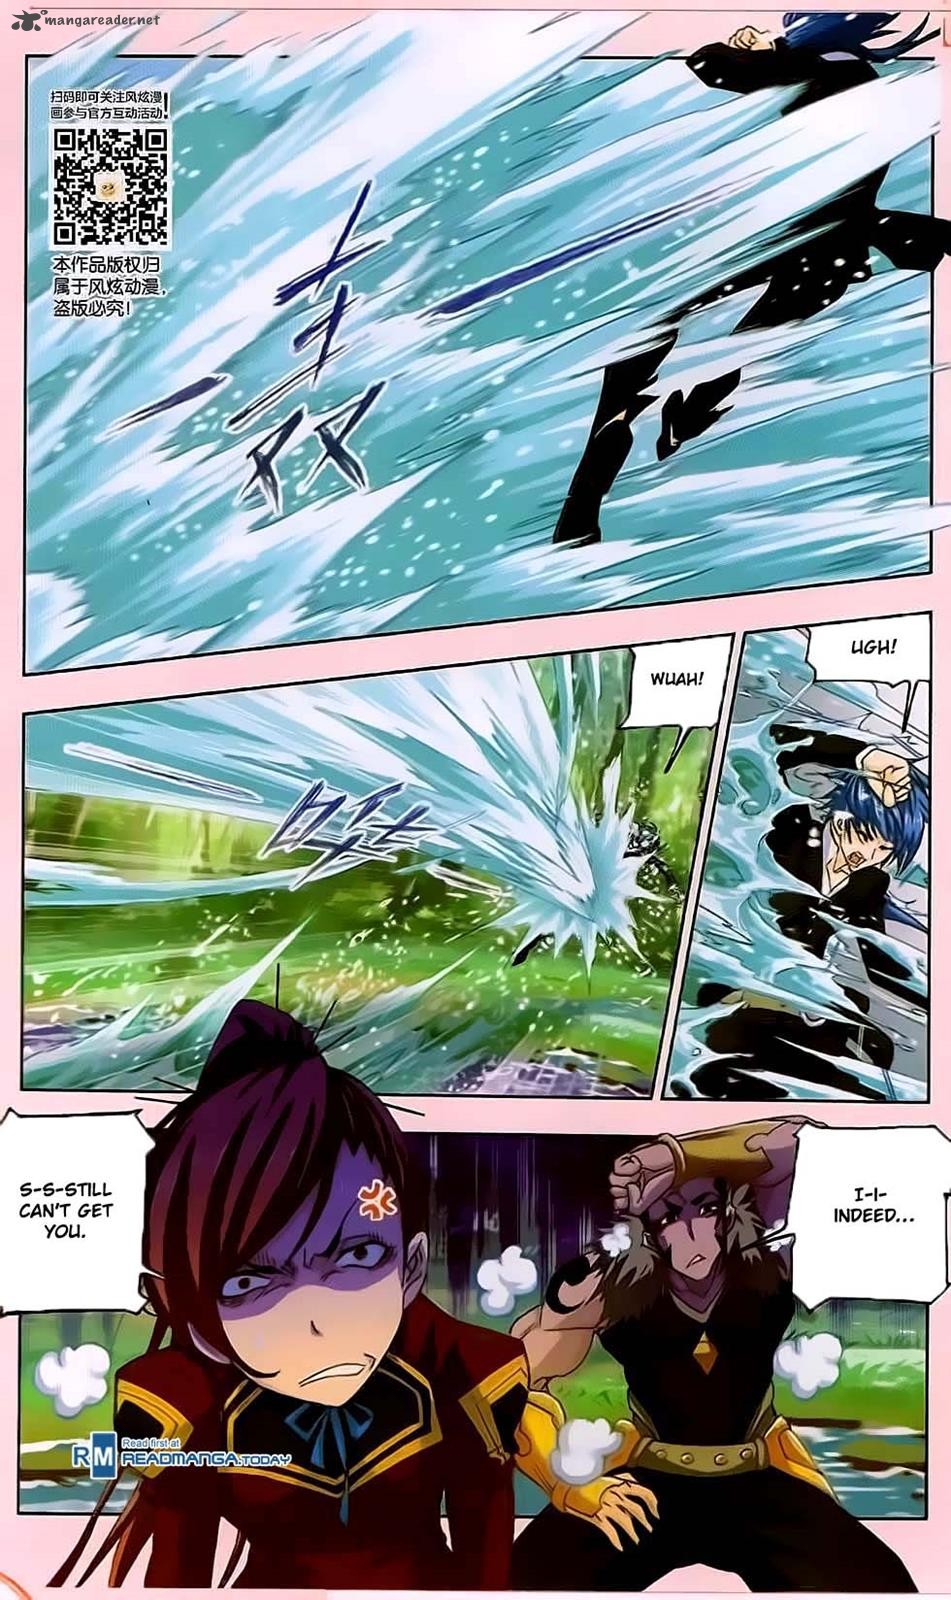 mangareader.net
扫码即可关注风炫漫
画参与官方互动活动!
本作品版权归
属于风炫动漫,
盗版必究!
WUAH!
UGH!
S-S-STILL
CAN'T GET
YOU.
I-I-
INDEED...
RM
Read first at
READMANGA.TODAY